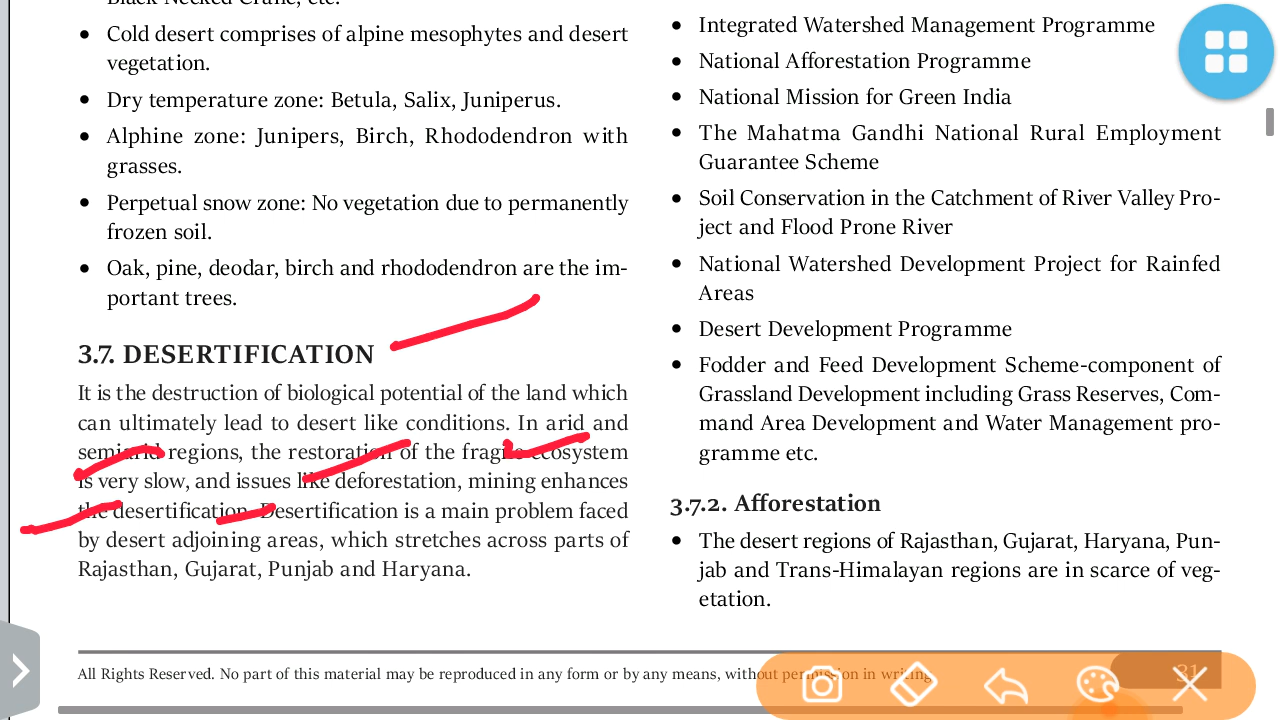 Black Necked Crane, etc.
• Cold desert comprises of alpine mesophytes and desert
vegetation.
• Dry temperature zone: Betula, Salix, Juniperus.
• Alphine zone: Junipers, Birch, Rhododendron with
grasses.
• Perpetual snow zone: No vegetation due to permanently
frozen soil.
• Oak, pine, deodar, birch and rhododendron are the im-
portant trees.
3.7. DESERTIFICATION
It is the destruction of biological potential of the land which
can ultimately lead to desert like conditions. In arid and
semiarid regions, the restoration of the fragile ecosystem
is very slow, and issues like deforestation, mining enhances
the desertification. Desertification is a main problem faced
by desert adjoining areas, which stretches across parts of
Rajasthan, Gujarat, Punjab and Haryana.
• Integrated Watershed Management Programme
• National Afforestation Programme
• National Mission for Green India
• The Mahatma Gandhi National Rural Employment
Guarantee Scheme
• Soil Conservation in the Catchment of River Valley Pro-
ject and Flood Prone River
• National Watershed Development Project for Rainfed
Areas
• Desert Development Programme
• Fodder and Feed Development Scheme-component of
Grassland Development including Grass Reserves, Com-
mand Area Development and Water Management pro-
gramme etc.
3.7.2. Afforestation
• The desert regions of Rajasthan, Gujarat, Haryana, Pun-
jab and Trans-Himalayan regions are in scarce of veg-
etation.
All Rights Reserved. No part of this material may be reproduced in any form or by any means, without permission in writing.
31